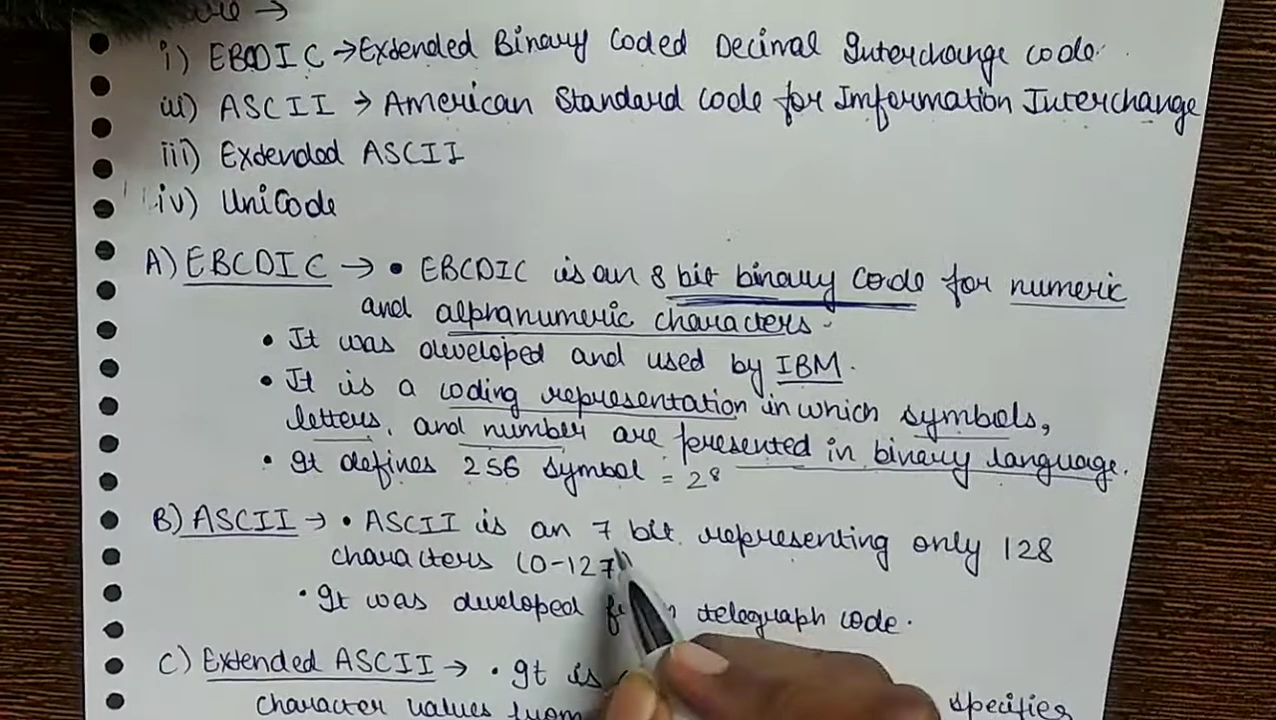 i) EBCDIC → Extended Binary Coded Decimal Interchange code.
iii) ASCII → American Standard Code for Imformation Interchange
iii) Extended ASCII
iv) UniCode
A) EBCDIC → • EBCDIC is an 8 bit binary code for numeric
and alphanumeric characters.
• It was developed and used by IBM.
• It is a coding representation in which symbols,
letters, and number are presented in binary language.
• It defines 256 symbol = 2⁸
B) ASCII → • ASCII is an 7 bit representing only 128
characters (0-127)
• It was developed telegraph code.
C) Extended ASCII → • It is specifies
character values from